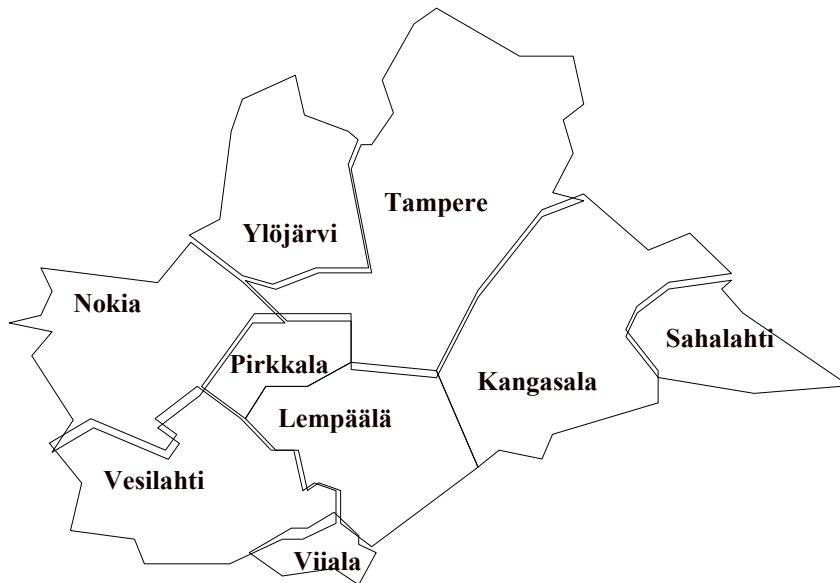 Tampere
Ylöjärvi
Nokia
Sahalahti
Pirkkala
Kangasala
Lempäälä
Vesilahti
Viiala